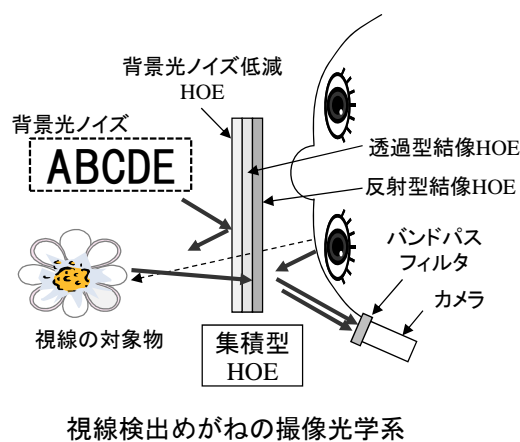 背景光ノイズ低減
HOE
背景光ノイズ
ABCDE
透過型結像HOE
反射型結像HOE
バンドパス
フィルタ
カメラ
視線の対象物
集積型
HOE
視線検出めがねの撮像光学系